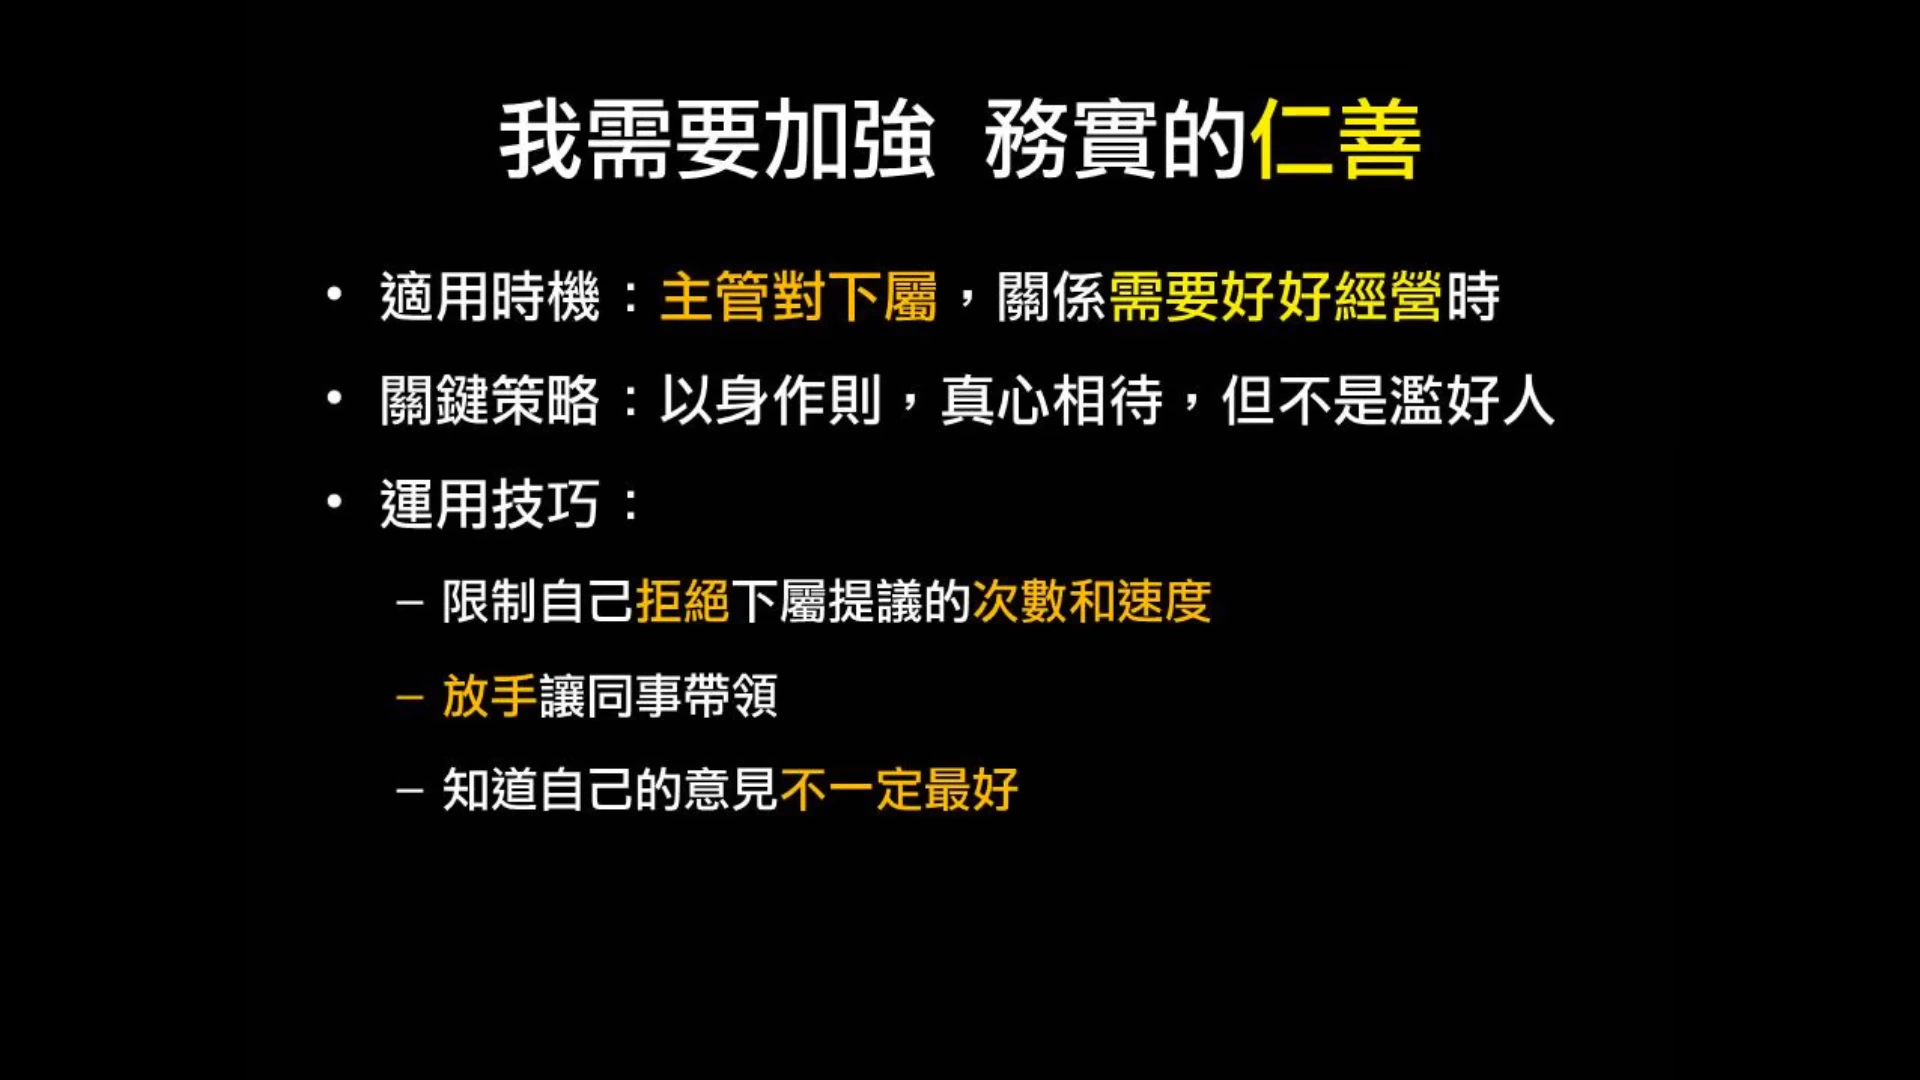 我需要加強 務實的仁善
• 適用時機：主管對下屬，關係需要好好經營時
• 關鍵策略：以身作則，真心相待，但不是濫好人
• 運用技巧：
– 限制自己拒絕下屬提議的次數和速度
– 放手讓同事帶領
– 知道自己的意見不一定最好